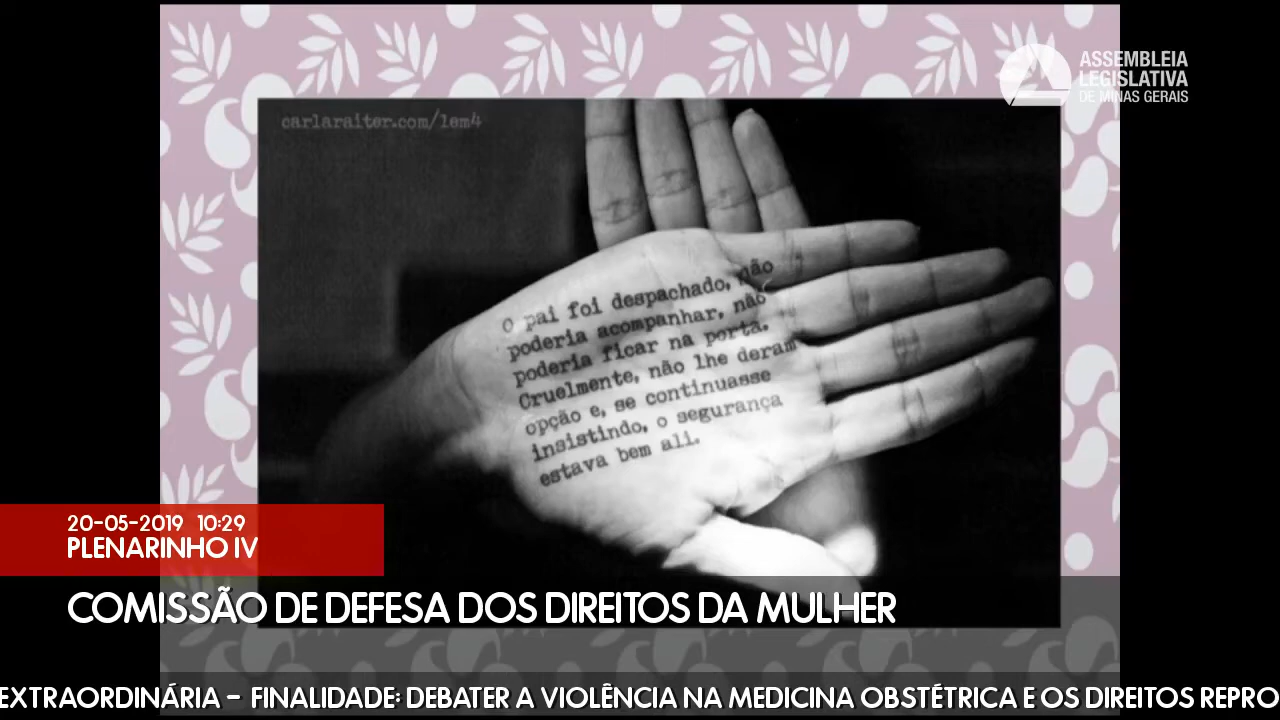 carlaraiter.com/1em4
ASSEMBLEIA
LEGISLATIVA
DE MINAS GERAIS
o pai foi despachado, não
poderia acompanhar, não
poderia ficar na porta.
Cruelmente, não lhe deram
opção e, se continuasse
insistindo, o segurança
estava bem ali.
20-05-2019 10:29
PLENARINHO IV
COMISSÃO DE DEFESA DOS DIREITOS DA MULHER
EXTRAORDINÁRIA - FINALIDADE: DEBATER A VIOLÊNCIA NA MEDICINA OBSTÉTRICA E OS DIREITOS REPRO